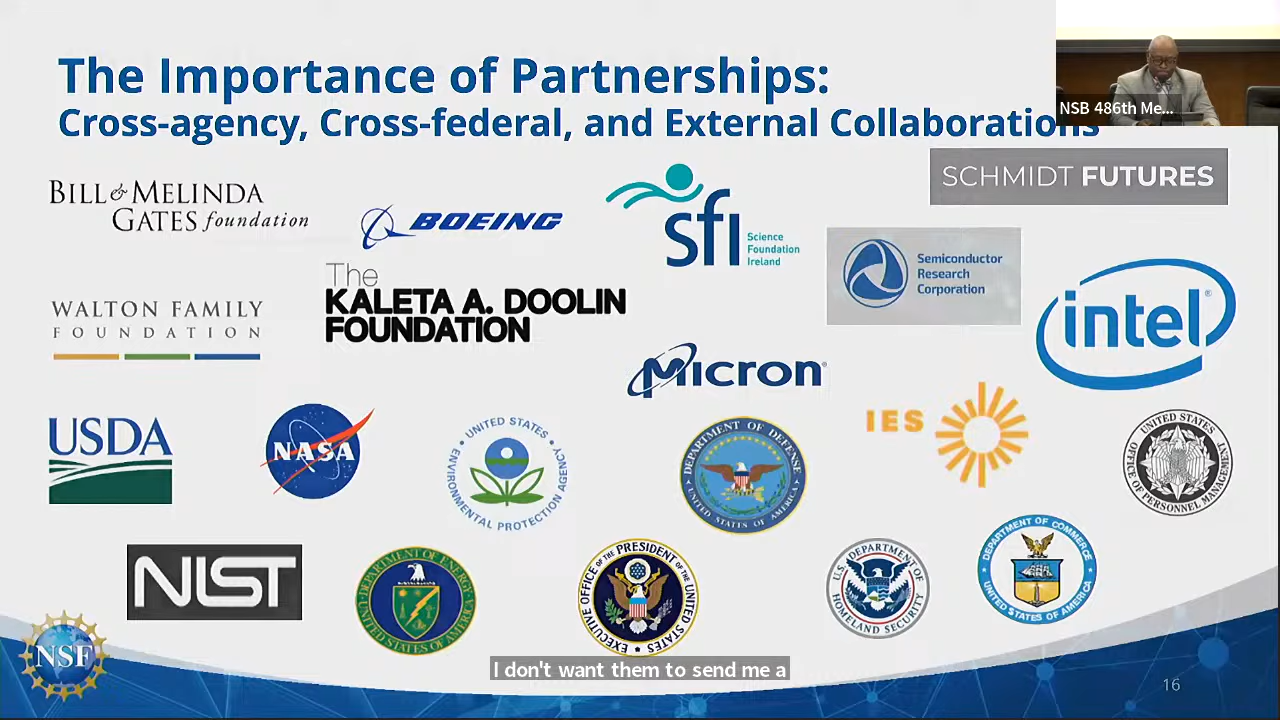 The Importance of Partnerships:
Cross-agency, Cross-federal, and External Collaborations
NSB 486th Me...
BILL & MELINDA
GATES foundation
BOEING
sfi
Science
Foundation
Ireland
SCHMIDT FUTURES
Semiconductor
Research
Corporation
intel
®
WALTON FAMILY
FOUNDATION
The
KALETA A. DOOLIN
FOUNDATION
Micron
USDA
NASA
UNITED STATES
ENVIRONMENTAL PROTECTION AGENCY
DEPARTMENT OF DEFENSE
UNITED STATES OF AMERICA
IES
UNITED STATES
OFFICE OF PERSONNEL MANAGEMENT
NIST
DEPARTMENT OF ENERGY
UNITED STATES OF AMERICA
EXECUTIVE OFFICE OF THE PRESIDENT OF THE UNITED STATES
U.S. DEPARTMENT OF
HOMELAND SECURITY
DEPARTMENT OF COMMERCE
UNITED STATES OF AMERICA
NSF
I don't want them to send me a
16